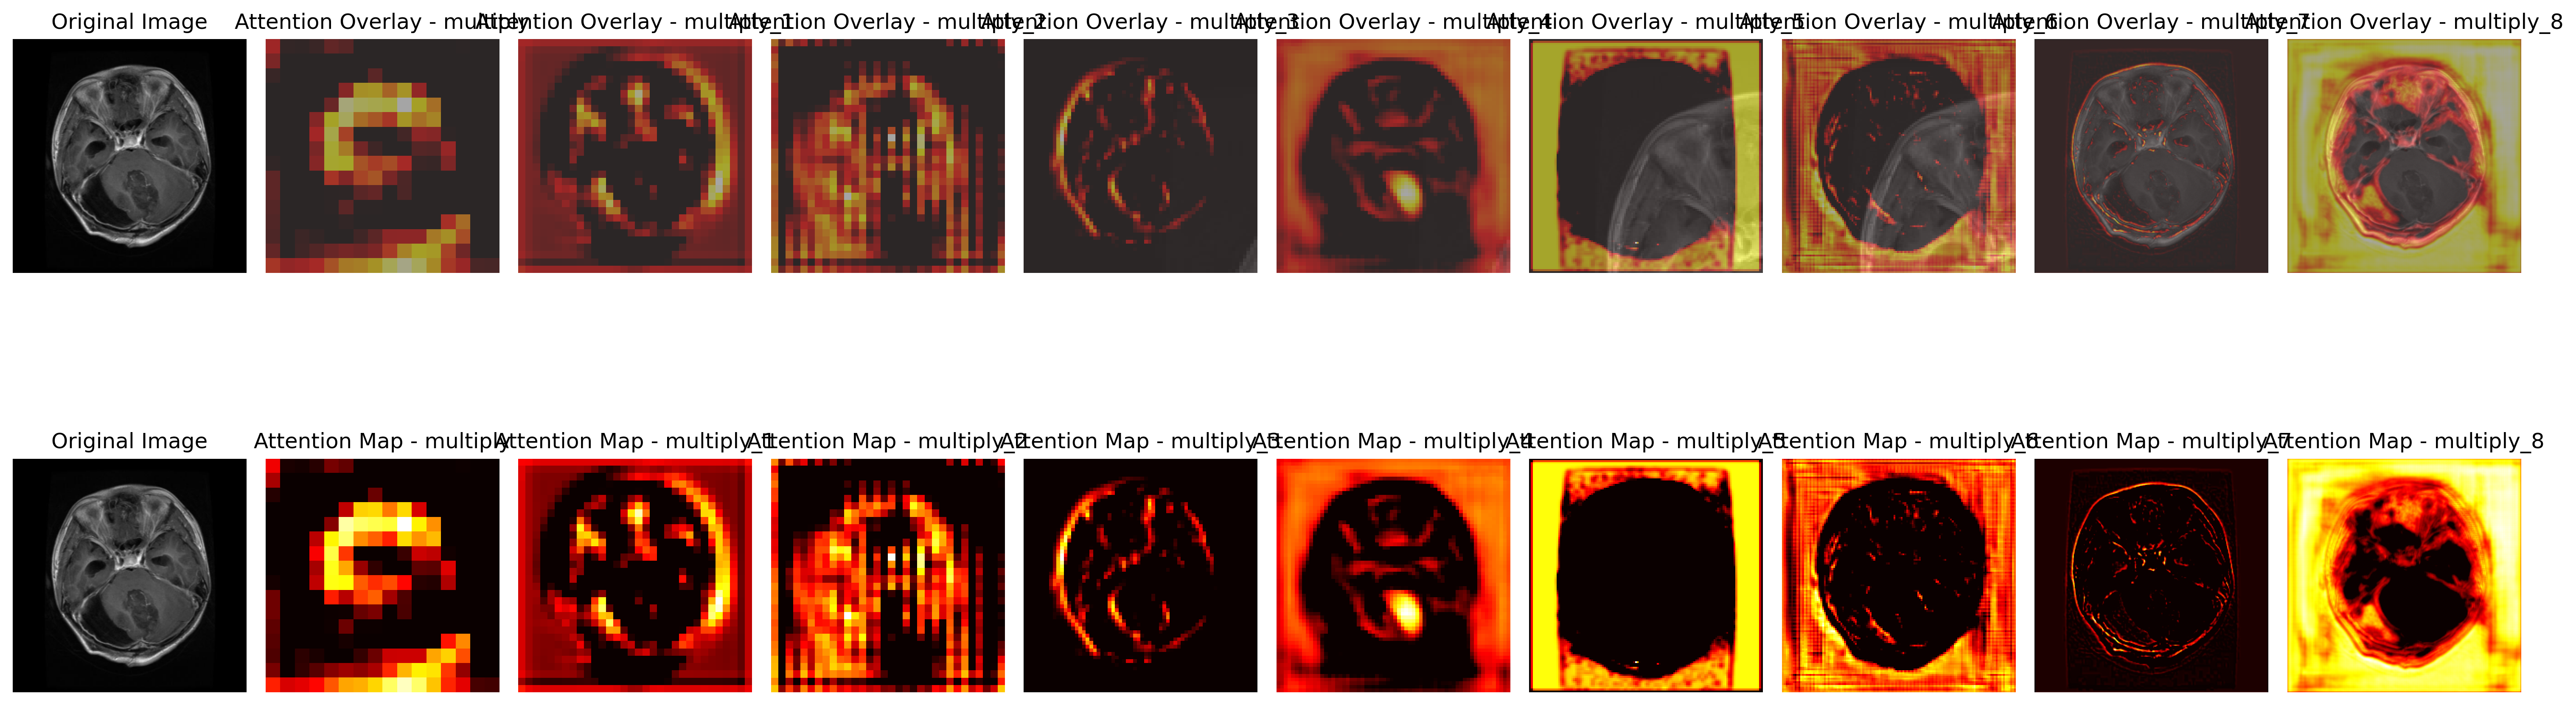 Original Image
Attention Overlay - multiply
Attention Overlay - multiply_1
Attention Overlay - multiply_2
Attention Overlay - multiply_3
Attention Overlay - multiply_4
Attention Overlay - multiply_5
Attention Overlay - multiply_6
Attention Overlay - multiply_7
Attention Overlay - multiply_8
Original Image
Attention Map - multiply
Attention Map - multiply_1
Attention Map - multiply_2
Attention Map - multiply_3
Attention Map - multiply_4
Attention Map - multiply_5
Attention Map - multiply_6
Attention Map - multiply_7
Attention Map - multiply_8